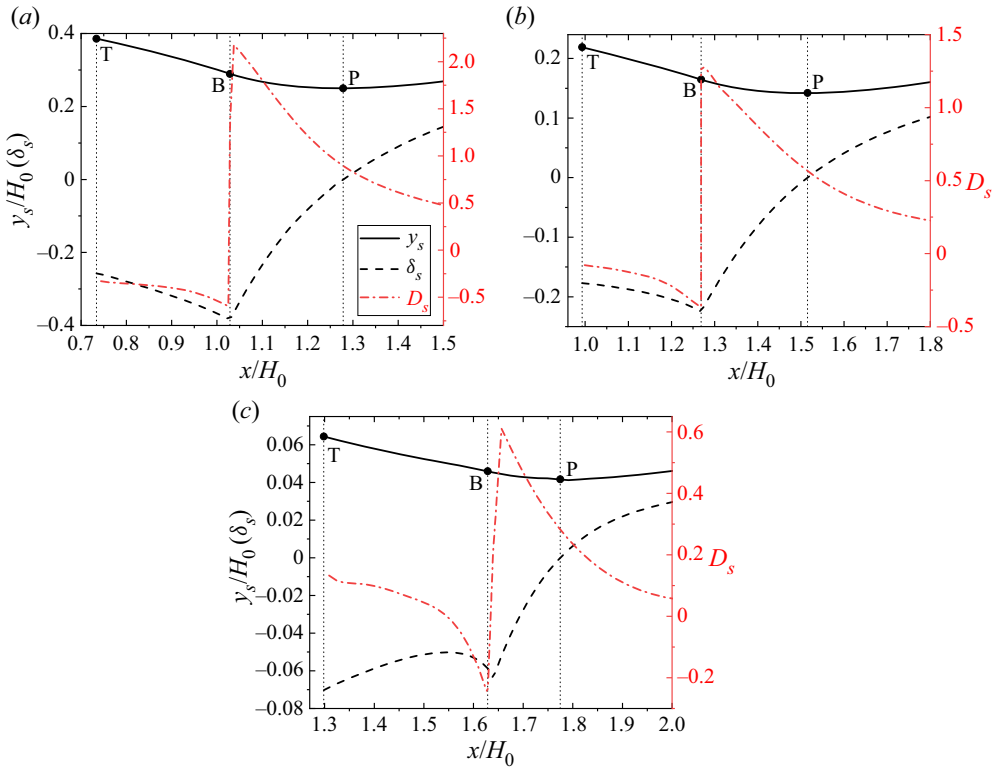 (a)
0.4
0.2
0
–0.2
–0.4
y_s/H_0 (δ_s)
T
B
P
2.0
1.5
1.0
0.5
0
–0.5
y_s
δ_s
D_s
0.7 0.8 0.9 1.0 1.1 1.2 1.3 1.4 1.5
x/H_0
(b)
0.2
0.1
0
–0.1
–0.2
T
B
P
1.5
1.0
0.5
0
–0.5
D_s
1.0 1.1 1.2 1.3 1.4 1.5 1.6 1.7 1.8
x/H_0
(c)
0.06
0.04
0.02
0
–0.02
–0.04
–0.06
–0.08
y_s/H_0 (δ_s)
T
B
P
0.6
0.4
0.2
0
–0.2
D_s
1.3 1.4 1.5 1.6 1.7 1.8 1.9 2.0
x/H_0